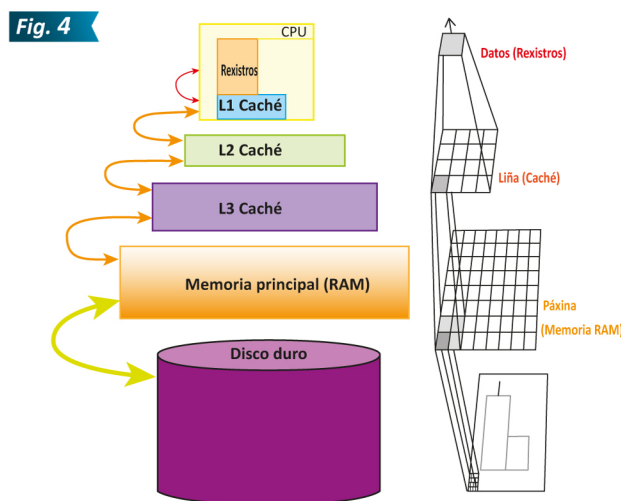 Fig. 4
CPU
Rexistros
L1 Caché
L2 Caché
L3 Caché
Memoria principal (RAM)
Disco duro
Datos (Rexistros)
Liña (Caché)
Páxina
(Memoria RAM)